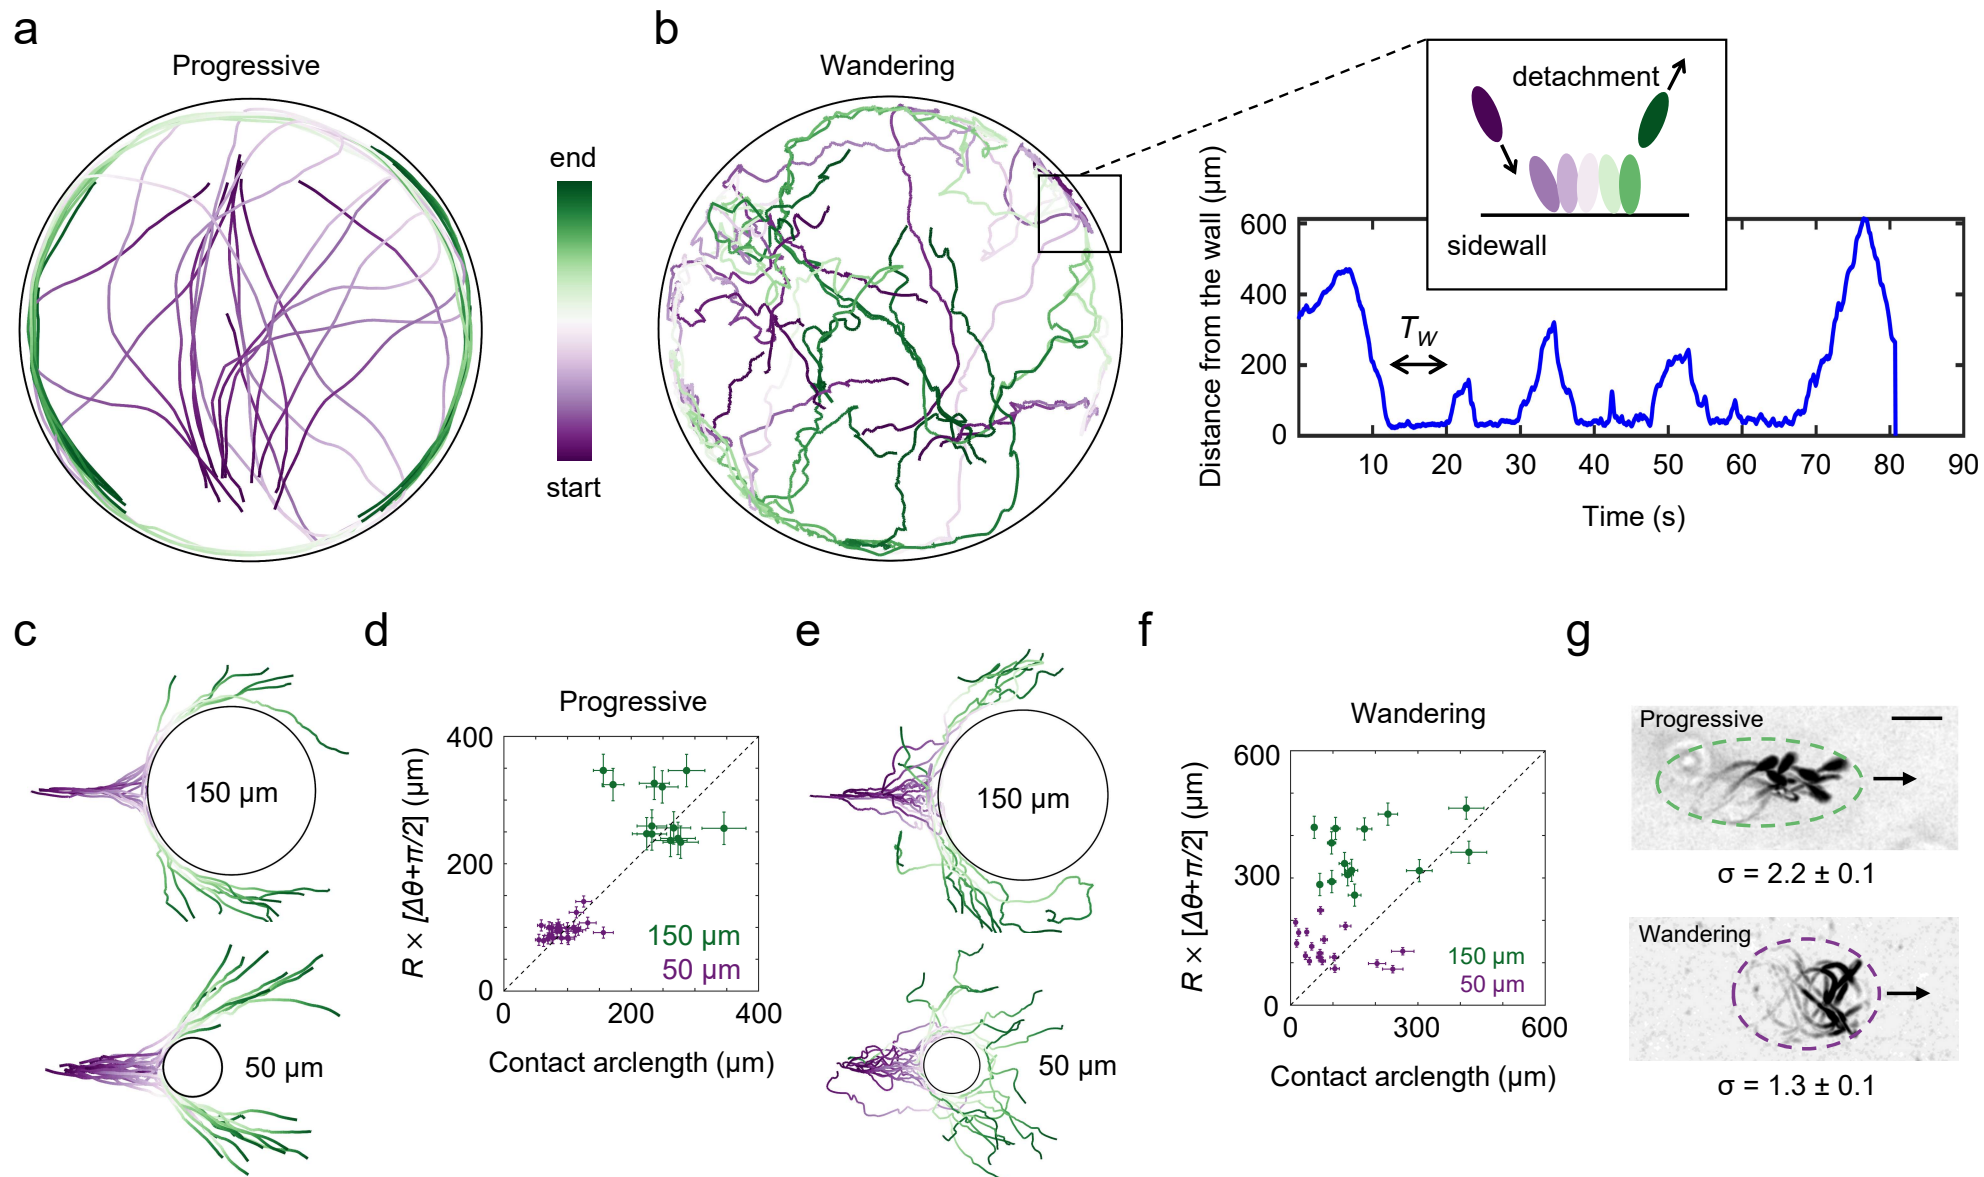 a
Progressive
end
start
b
Wandering
detachment
sidewall
Distance from the wall (μm)
600
400
200
0
T_W
10 20 30 40 50 60 70 80 90
Time (s)
c
150 μm
50 μm
d
Progressive
R × [Δθ+π/2] (μm)
400
200
0
150 μm
50 μm
0 200 400
Contact arclength (μm)
e
150 μm
50 μm
f
Wandering
R × [Δθ+π/2] (μm)
600
300
0
150 μm
50 μm
0 300 600
Contact arclength (μm)
g
Progressive
σ = 2.2 ± 0.1
Wandering
σ = 1.3 ± 0.1